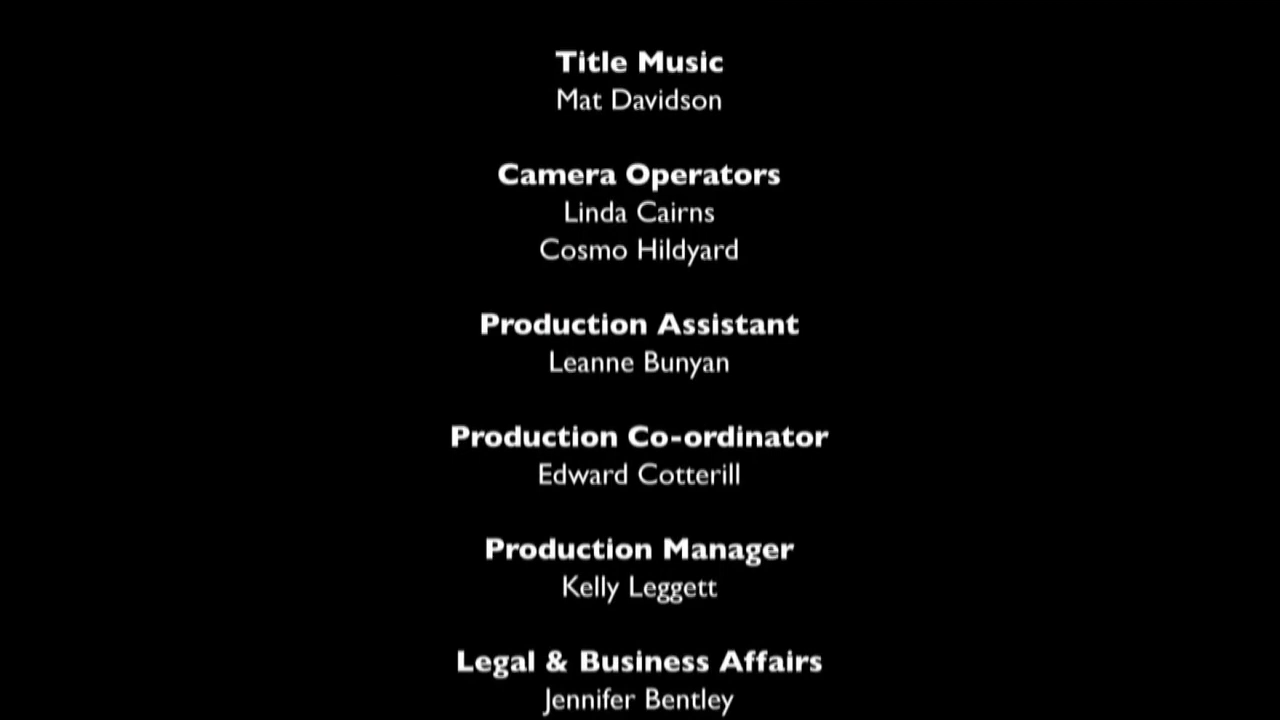 Title Music
Mat Davidson
Camera Operators
Linda Cairns
Cosmo Hildyard
Production Assistant
Leanne Bunyan
Production Co-ordinator
Edward Cotterill
Production Manager
Kelly Leggett
Legal & Business Affairs
Jennifer Bentley